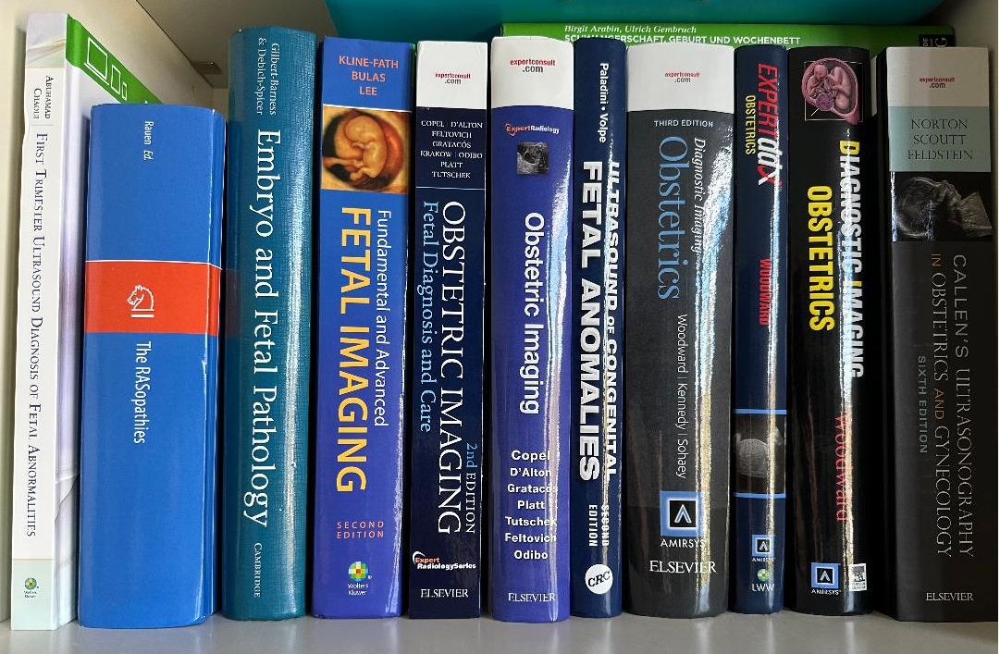 Birgit Arabin, Ulrich Gembruch
SCHWANGERSCHAFT, GEBURT UND WOCHENBETT
ABUHAMAD
CHAOUI
FIRST TRIMESTER ULTRASOUND DIAGNOSIS OF FETAL ABNORMALITIES
Wolters
Kluwer
Rauen Ed.
The RASopathies
Gilbert-Barness
& Debich-Spicer
Embryo and Fetal Pathology
CAMBRIDGE
KLINE-FATH
BULAS
LEE
Fundamental and Advanced
FETAL IMAGING
SECOND
EDITION
Wolters
Kluwer
expertconsult
.com
COPEL D'ALTON
FELTOVICH
GRATACÓS
KRAKOW ODIBO
PLATT
TUTSCHEK
OBSTETRIC IMAGING
Fetal Diagnosis and Care
2nd EDITION
Expert
RadiologySeries
ELSEVIER
expertconsult
.com
ExpertRadiology
Obstetric Imaging
Copel
D'Alton
Gratacós
Platt
Tutschek
Feltovich
Odibo
ELSEVIER
Paladini • Volpe
ULTRASOUND OF CONGENITAL
FETAL ANOMALIES
SECOND
EDITION
CRC
expertconsult
.com
THIRD EDITION
Diagnostic Imaging
Obstetrics
Woodward | Kennedy | Sohaey
AMIRSYS
ELSEVIER
EXPERTddx
OBSTETRICS
WOODWARD
AMIRSYS
LWW
DIAGNOSTIC IMAGING
OBSTETRICS
Woodward
AMIRSYS
expertconsult
.com
NORTON
SCOUTT
FELDSTEIN
CALLEN'S ULTRASONOGRAPHY
IN OBSTETRICS AND GYNECOLOGY
SIXTH EDITION
ELSEVIER